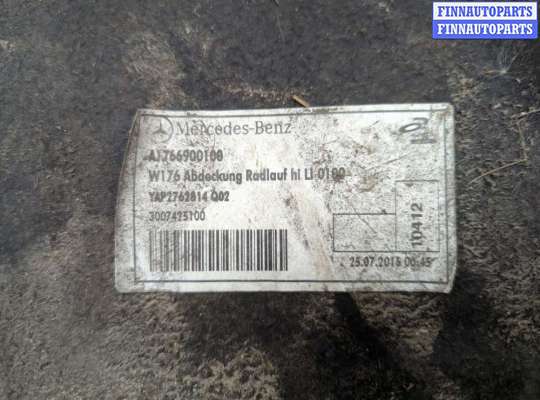 FINNAUTOPARTS
FINNAUTOPARTS
Mercedes-Benz
A1766900100
W176 Abdeckung Radlauf hl LI 0100
YAP2762814 Q02
3007425100
10412
25.07.2015 00:45